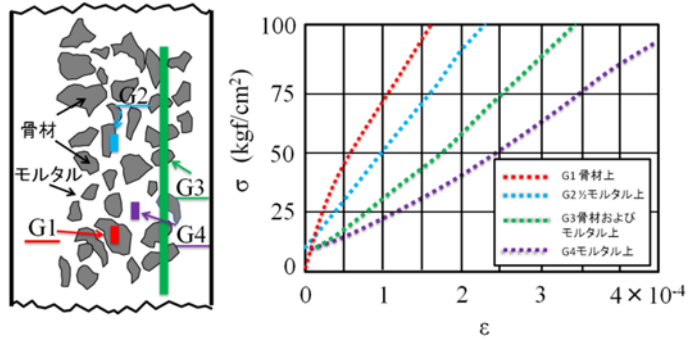 G2
骨材
モルタル
G3
G1
G4
σ (kgf/cm²)
100
75
50
25
0
0
1
2
3
4×10⁻⁴
ε
G1 骨材上
G2 ½モルタル上
G3骨材および
モルタル上
G4モルタル上